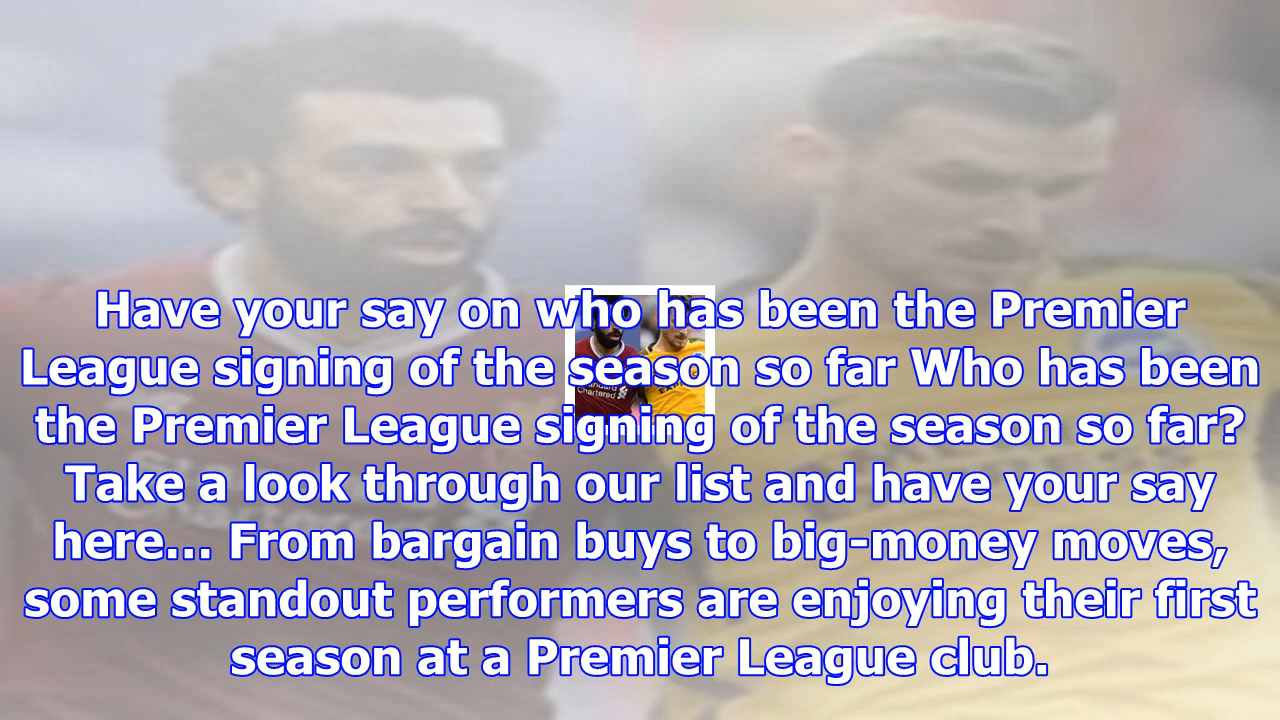 Have your say on who has been the Premier
League signing of the season so far Who has been
the Premier League signing of the season so far?
Take a look through our list and have your say
here... From bargain buys to big-money moves,
some standout performers are enjoying their first
season at a Premier League club.
Standard
Chartered